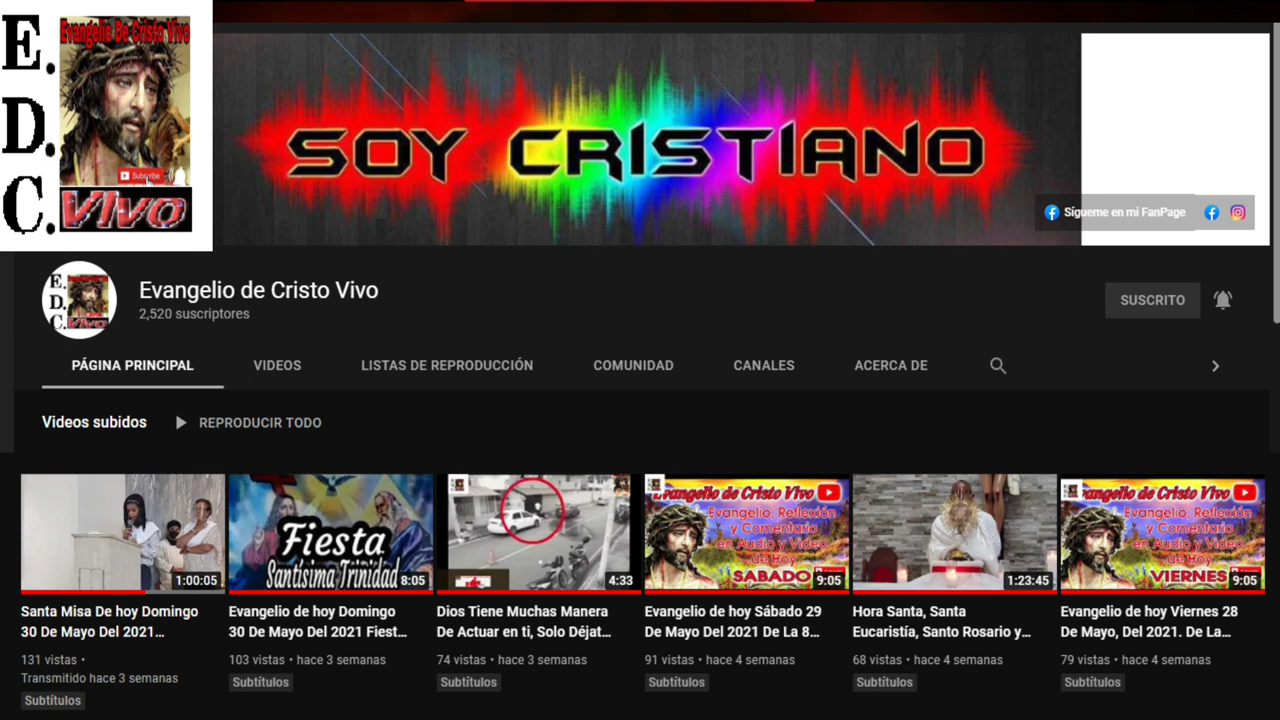 E.
D.
C.
Evangelio De Cristo Vivo
Subscribe
Vivo
SOY CRISTIANO
Sígueme en mi FanPage
E.
D.
C.
Vivo
Evangelio de Cristo Vivo
2,520 suscriptores
SUSCRITO
PÁGINA PRINCIPAL VIDEOS LISTAS DE REPRODUCCIÓN COMUNIDAD CANALES ACERCA DE
Videos subidos REPRODUCIR TODO
1:00:05
Fiesta
Santísima Trinidad
8:05
4:33
Evangelio de Cristo Vivo
Evangelio, Reflexión
y Comentario
en Audio y Video
de Hoy
SABADO
9:05
1:23:45
Evangelio de Cristo Vivo
Evangelio, Reflexión
y Comentario
en Audio y Video
de Hoy
VIERNES
9:05
Santa Misa De hoy Domingo
30 De Mayo Del 2021...
131 vistas •
Transmitido hace 3 semanas
Subtítulos
Evangelio de hoy Domingo
30 De Mayo Del 2021 Fiest...
103 vistas • hace 3 semanas
Subtítulos
Dios Tiene Muchas Manera
De Actuar en ti, Solo Déjat...
74 vistas • hace 3 semanas
Subtítulos
Evangelio de hoy Sábado 29
De Mayo Del 2021 De La 8...
91 vistas • hace 4 semanas
Subtítulos
Hora Santa, Santa
Eucaristía, Santo Rosario y...
68 vistas • hace 4 semanas
Subtítulos
Evangelio de hoy Viernes 28
De Mayo, Del 2021. De La...
79 vistas • hace 4 semanas
Subtítulos